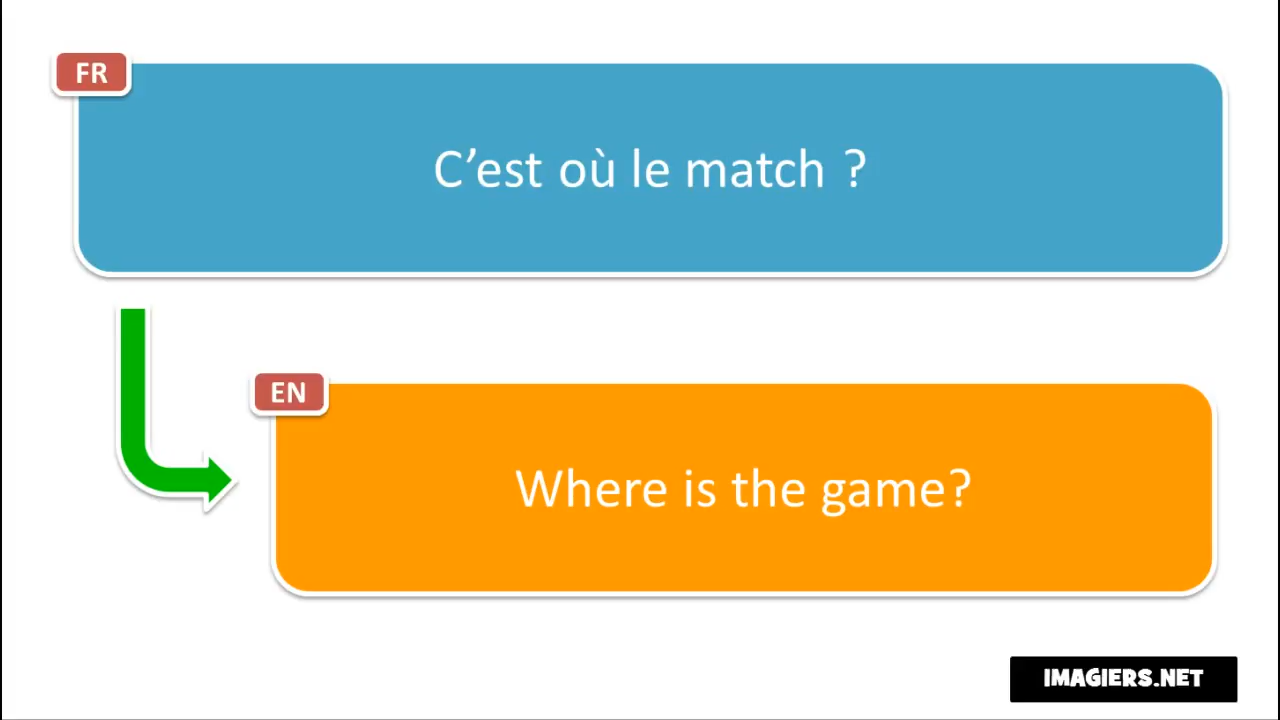 FR
C’est où le match ?
EN
Where is the game?
IMAGIERS.NET